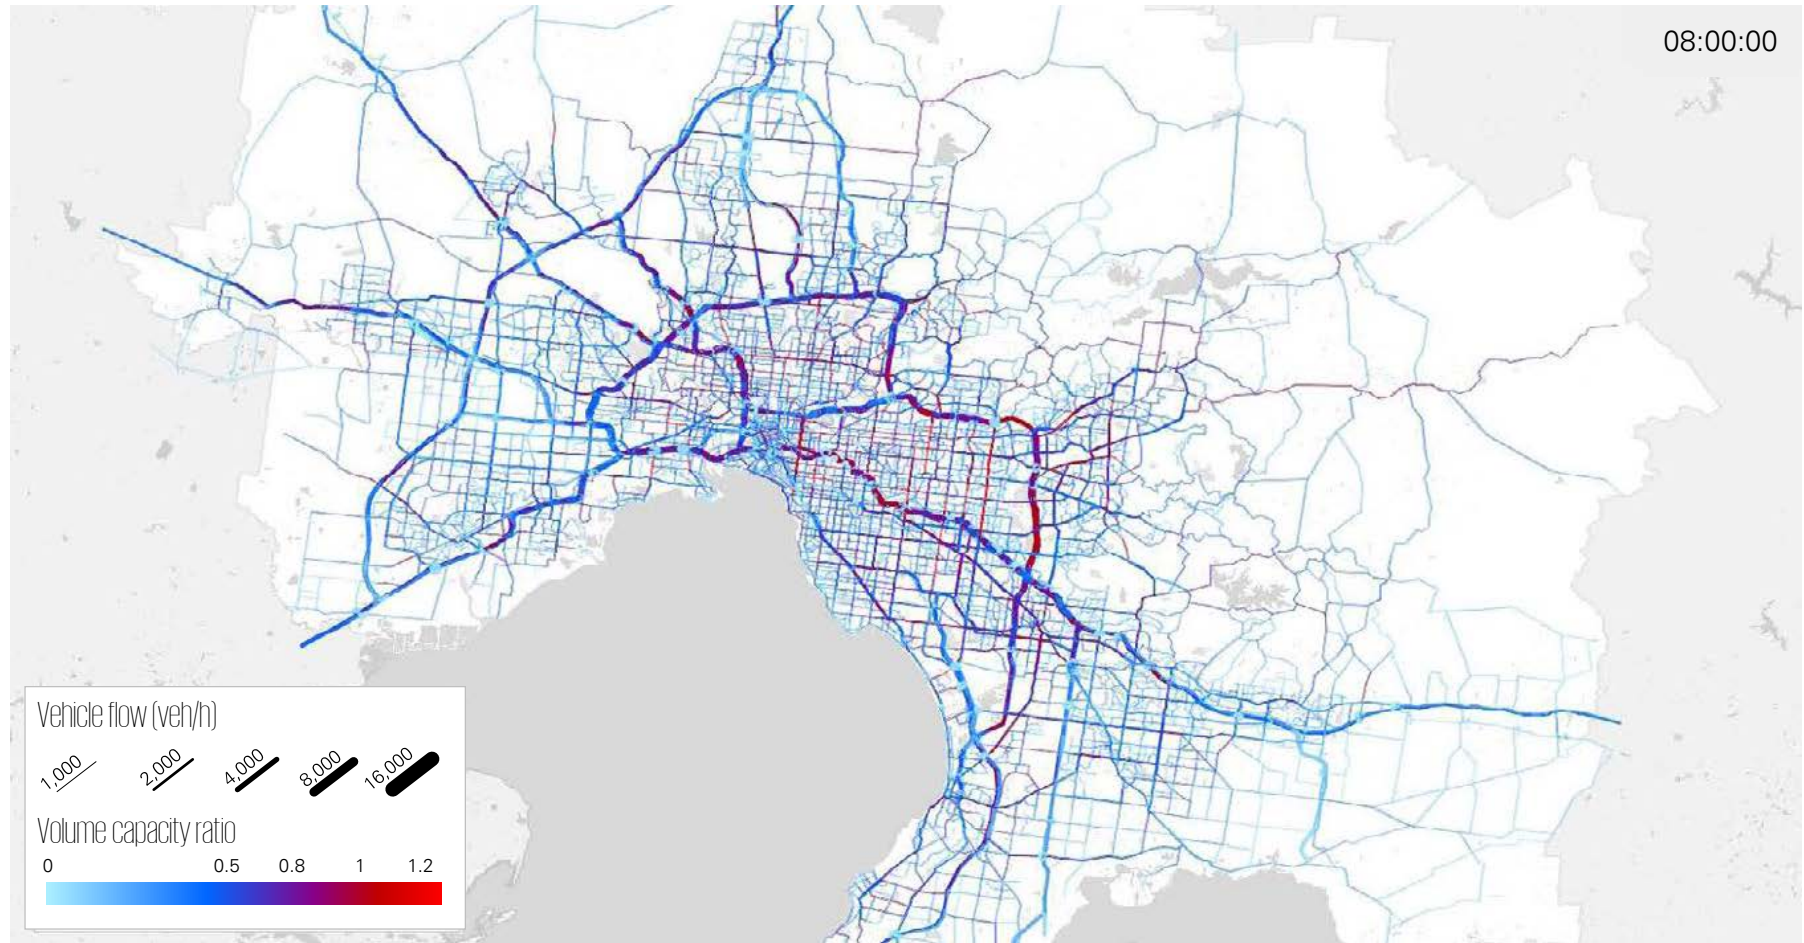 08:00:00
Vehicle flow (veh/h)
1,000 2,000 4,000 8,000 16,000
Volume capacity ratio
0 0.5 0.8 1 1.2